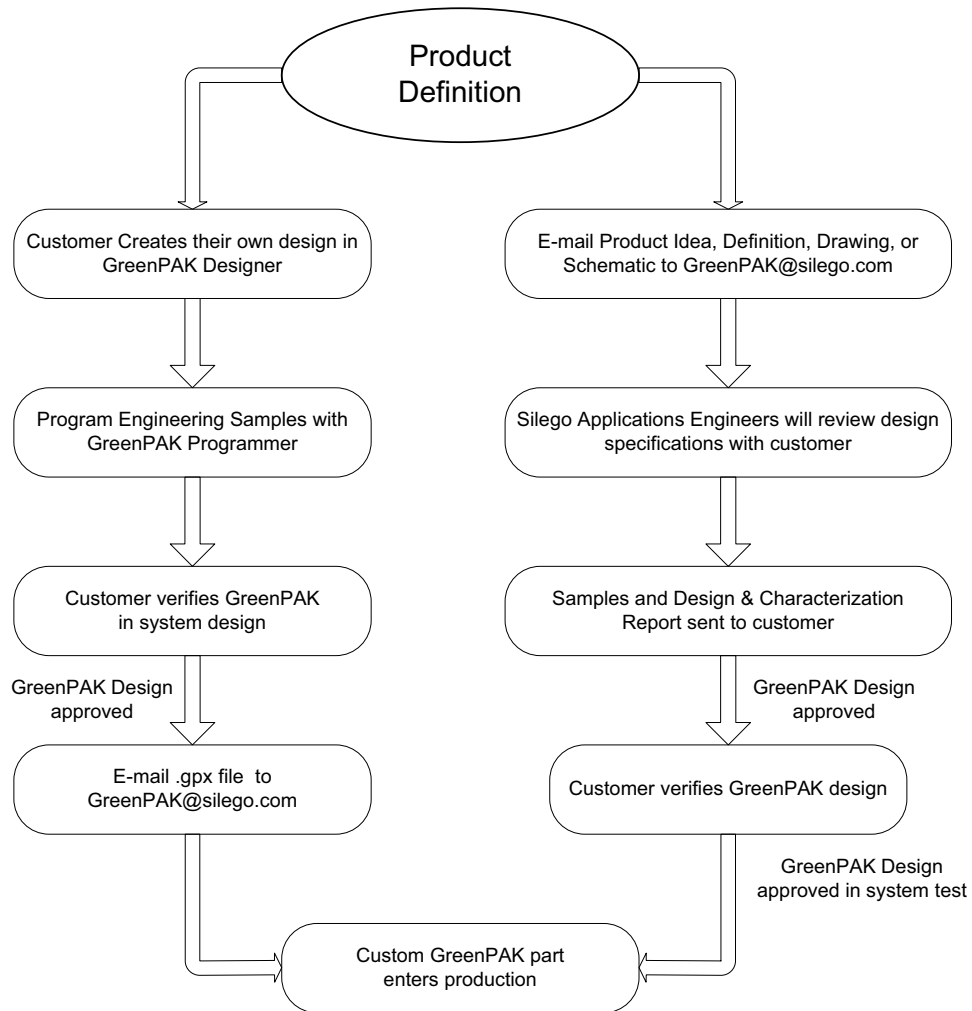 Product
Definition
Customer Creates their own design in
GreenPAK Designer
E-mail Product Idea, Definition, Drawing, or
Schematic to GreenPAK@silego.com
Program Engineering Samples with
GreenPAK Programmer
Silego Applications Engineers will review design
specifications with customer
Customer verifies GreenPAK
in system design
Samples and Design & Characterization
Report sent to customer
GreenPAK Design
approved
GreenPAK Design
approved
E-mail .gpx file to
GreenPAK@silego.com
Customer verifies GreenPAK design
GreenPAK Design
approved in system test
Custom GreenPAK part
enters production